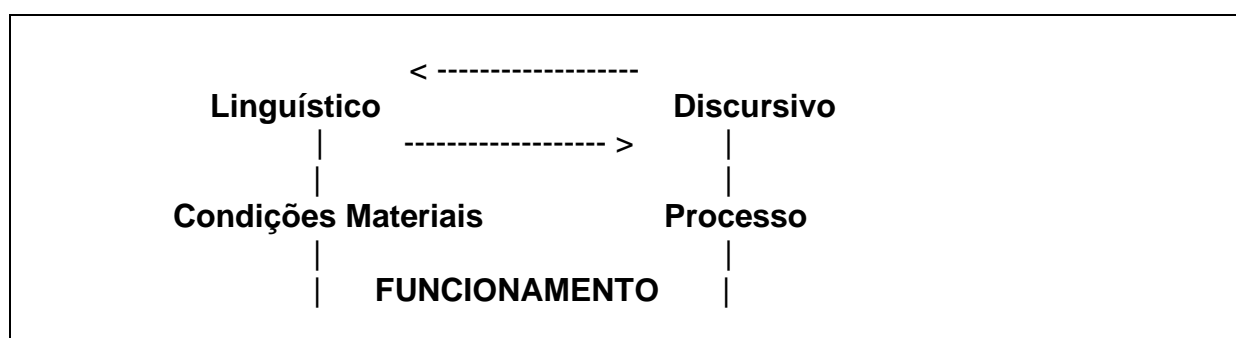 < -------------------
Linguístico Discursivo
| ------------------- > |
| |
Condições Materiais Processo
| |
| FUNCIONAMENTO |